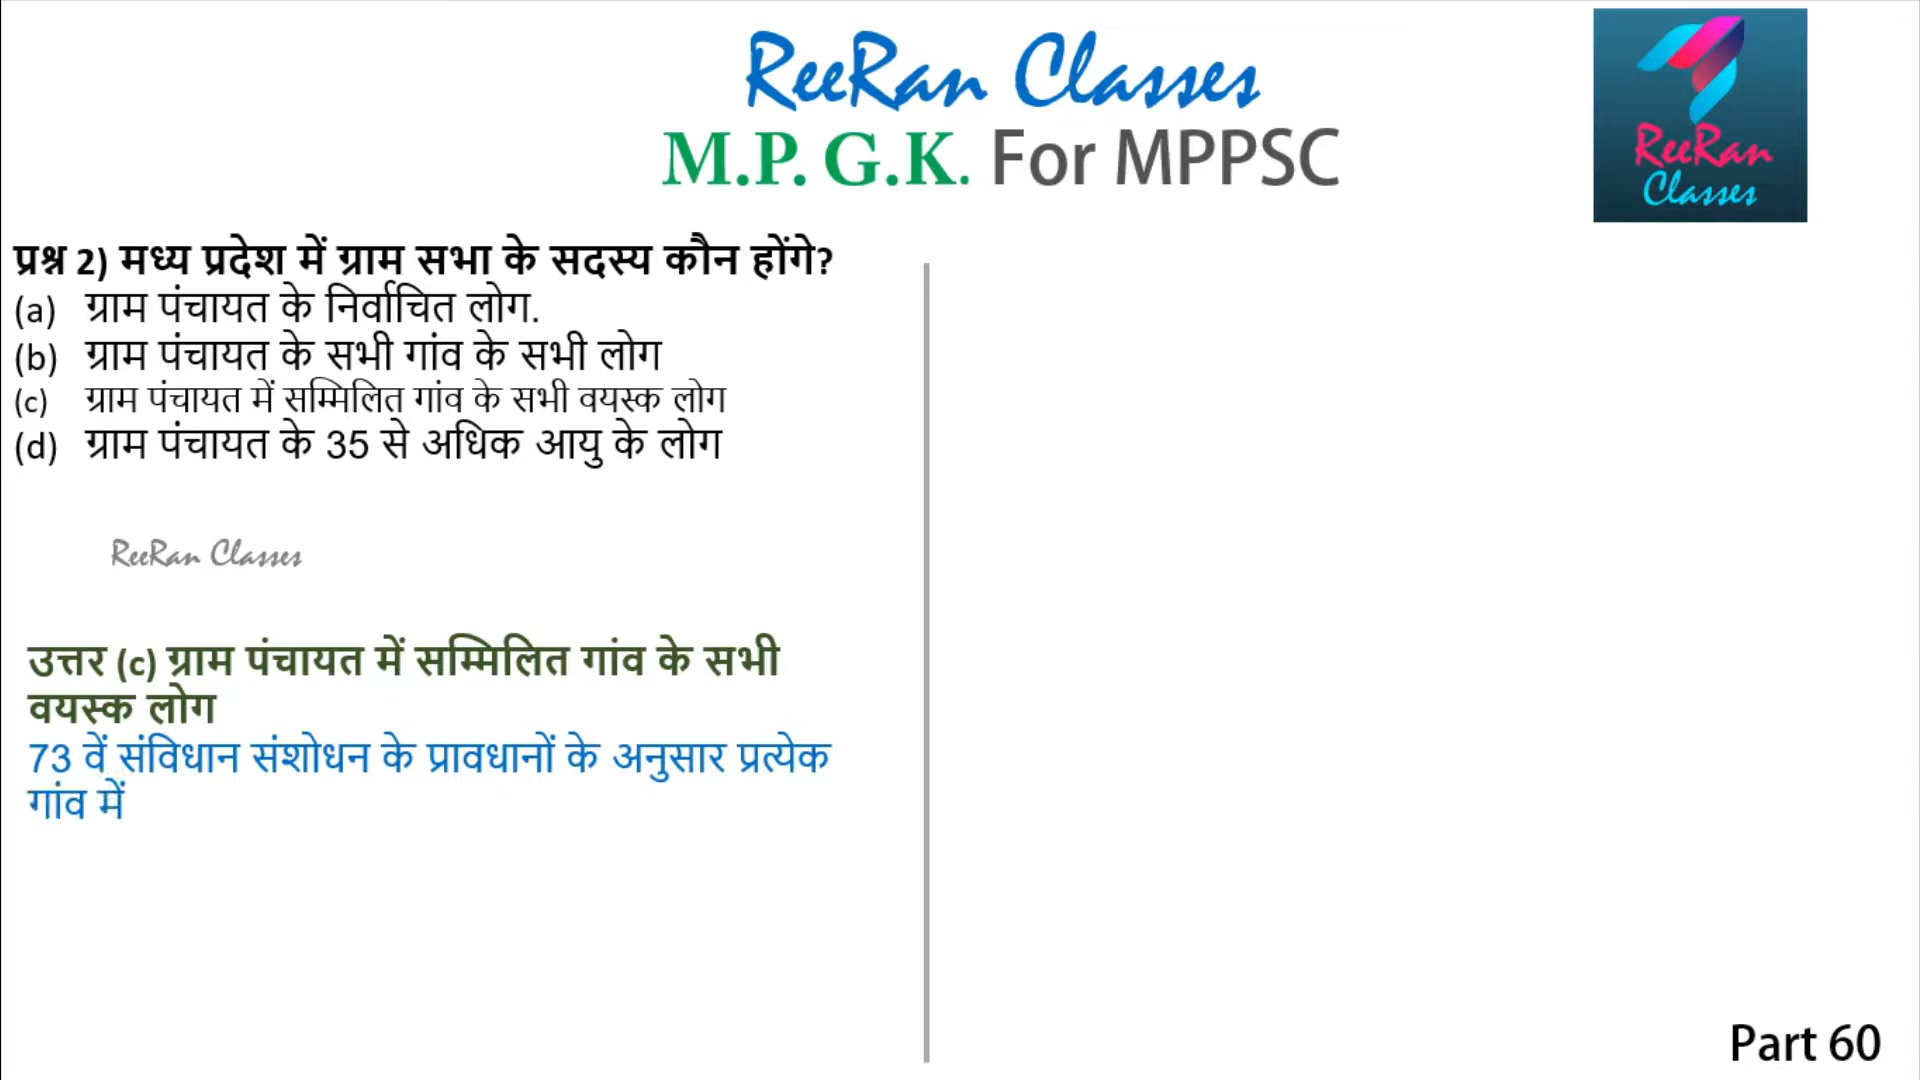 ReeRan Classes
M.P. G.K. For MPPSC
ReeRan
Classes
प्रश्न 2) मध्य प्रदेश में ग्राम सभा के सदस्य कौन होंगे?
(a) ग्राम पंचायत के निर्वाचित लोग.
(b) ग्राम पंचायत के सभी गांव के सभी लोग
(c) ग्राम पंचायत में सम्मिलित गांव के सभी वयस्क लोग
(d) ग्राम पंचायत के 35 से अधिक आयु के लोग
ReeRan Classes
उत्तर (c) ग्राम पंचायत में सम्मिलित गांव के सभी
वयस्क लोग
73 वें संविधान संशोधन के प्रावधानों के अनुसार प्रत्येक
गांव में
Part 60